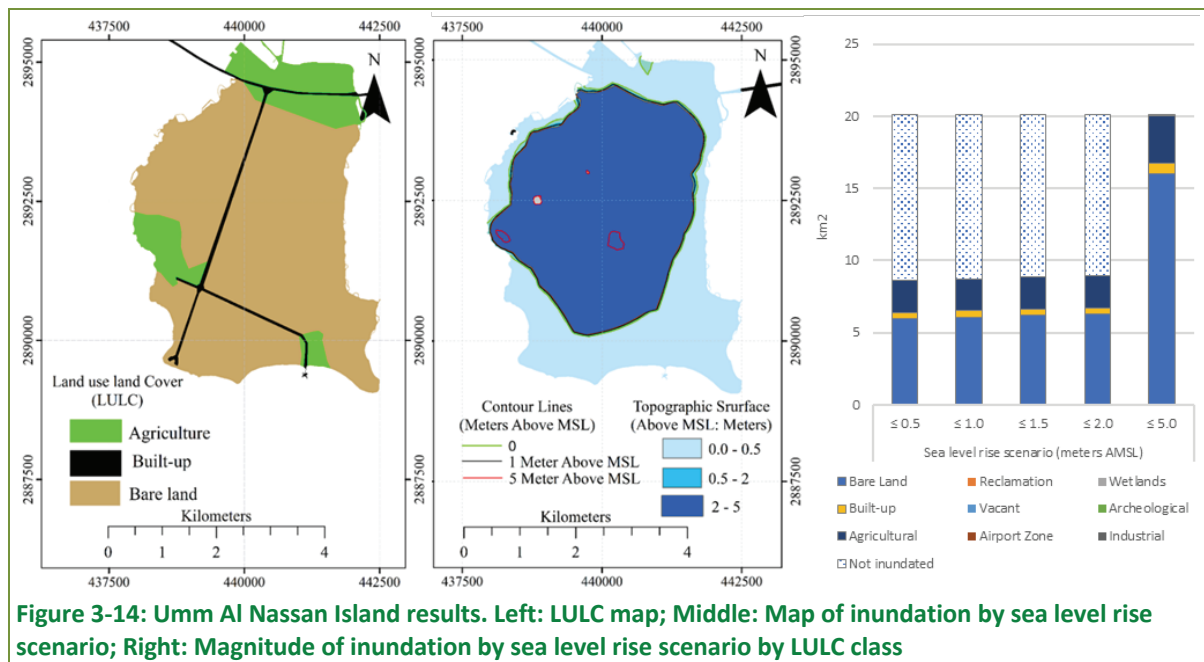 437500 440000 442500
N
2895000
2892500
2890000
2887500
Land use land Cover
(LULC)
Agriculture
Built-up
Bare land
Kilometers
0 1 2 4
437500 440000 442500
437500 440000 442500
2895000
N
2895000
2892500
2892500
2890000
2890000
2887500
2887500
Contour Lines
(Meters Above MSL)
0
1 Meter Above MSL
5 Meter Above MSL
Topographic Srurface
(Above MSL: Meters)
0.0 - 0.5
0.5 - 2
2 - 5
Kilometers
0 1 2 4
437500 440000 442500
25
20
15
10
5
0
km2
≤ 0.5 ≤ 1.0 ≤ 1.5 ≤ 2.0 ≤ 5.0
Sea level rise scenario (meters AMSL)
Bare Land Reclamation Wetlands
Built-up Vacant Archeological
Agricultural Airport Zone Industrial
Not inundated
Figure 3-14: Umm Al Nassan Island results. Left: LULC map; Middle: Map of inundation by sea level rise
scenario; Right: Magnitude of inundation by sea level rise scenario by LULC class